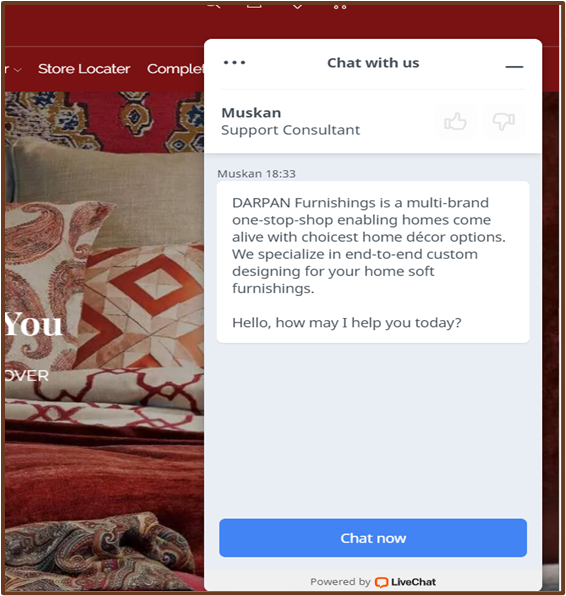 Store Locater
Chat with us
Muskan
Support Consultant
Muskan 18:33
DARPAN Furnishings is a multi-brand
one-stop-shop enabling homes come
alive with choicest home décor options.
We specialize in end-to-end custom
designing for your home soft
furnishings.
Hello, how may I help you today?
You
Chat now
Powered by LiveChat